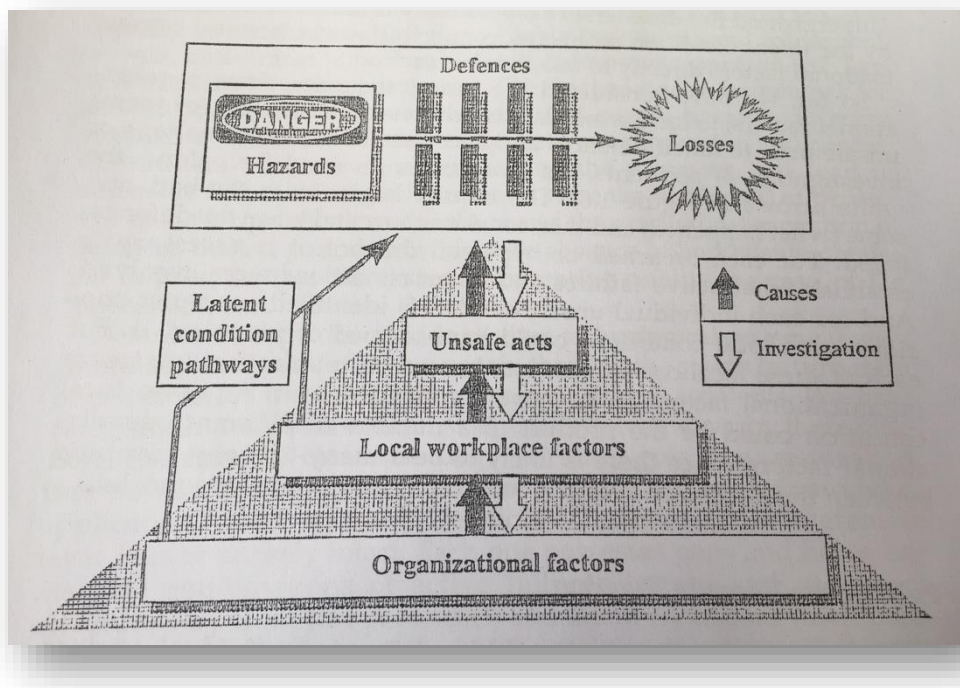 Defences
DANGER
Hazards
Losses
Latent
condition
pathways
Causes
Investigation
Unsafe acts
Local workplace factors
Organizational factors